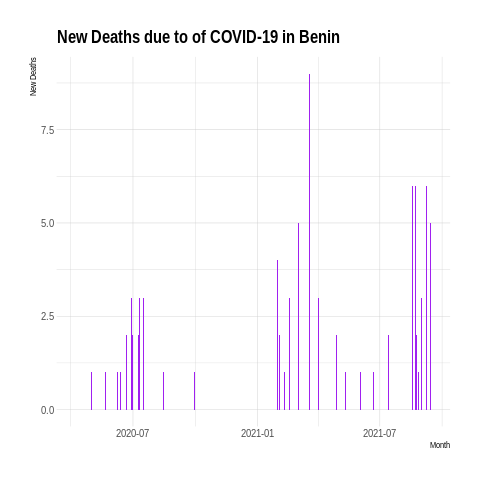 New Deaths due to of COVID-19 in Benin
New Deaths
7.5
5.0
2.5
0.0
2020-07 2021-01 2021-07
Month